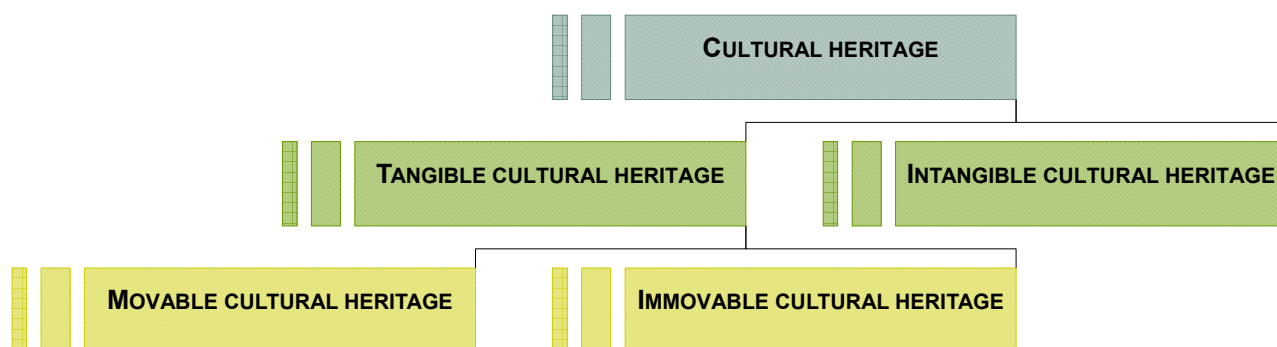 CULTURAL HERITAGE
TANGIBLE CULTURAL HERITAGE
INTANGIBLE CULTURAL HERITAGE
MOVABLE CULTURAL HERITAGE
IMMOVABLE CULTURAL HERITAGE